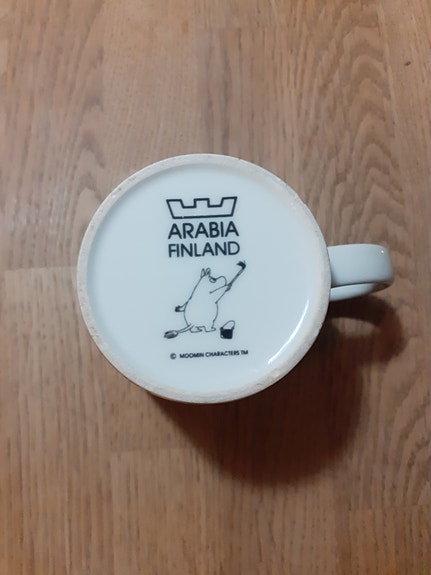 ARABIA
FINLAND
© MOOMIN CHARACTERS TM